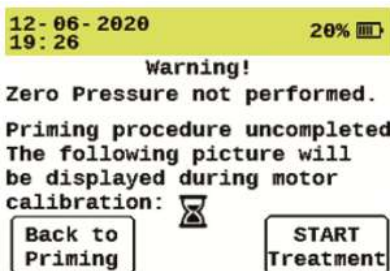 12-06-2020
20%
19:26
Warning!
Zero Pressure not performed.
Priming procedure uncompleted
The following picture will
be displayed during motor
calibration:
Back to
Priming
START
Treatment